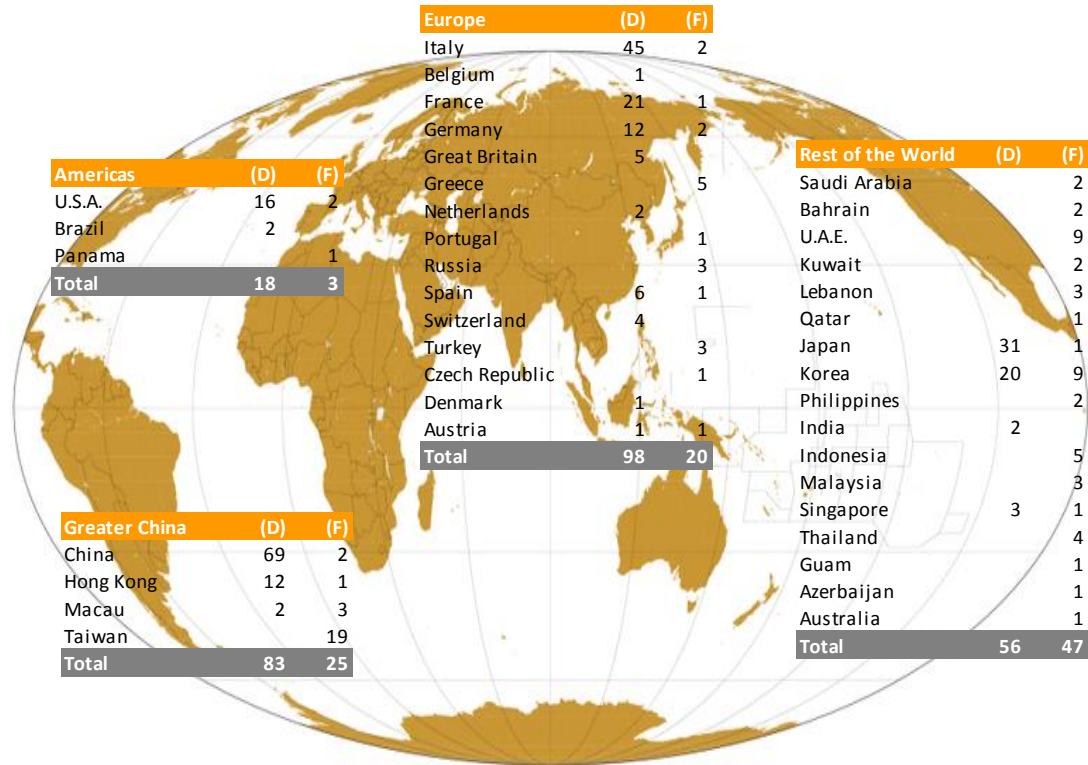 Europe (D) (F)
Italy 45 2
Belgium 1
France 21 1
Germany 12 2
Great Britain 5
Greece 5
Netherlands 2
Portugal 1
Russia 3
Spain 6 1
Switzerland 4
Turkey 3
Czech Republic 1
Denmark 1
Austria 1 1
Total 98 20
Americas (D) (F)
U.S.A. 16 2
Brazil 2
Panama 1
Total 18 3
Rest of the World (D) (F)
Saudi Arabia 2
Bahrain 2
U.A.E. 9
Kuwait 2
Lebanon 3
Qatar 1
Japan 31 1
Korea 20 9
Philippines 2
India 2
Indonesia 5
Malaysia 3
Singapore 3 1
Thailand 4
Guam 1
Azerbaijan 1
Australia 1
Total 56 47
Greater China (D) (F)
China 69 2
Hong Kong 12 1
Macau 2 3
Taiwan 19
Total 83 25